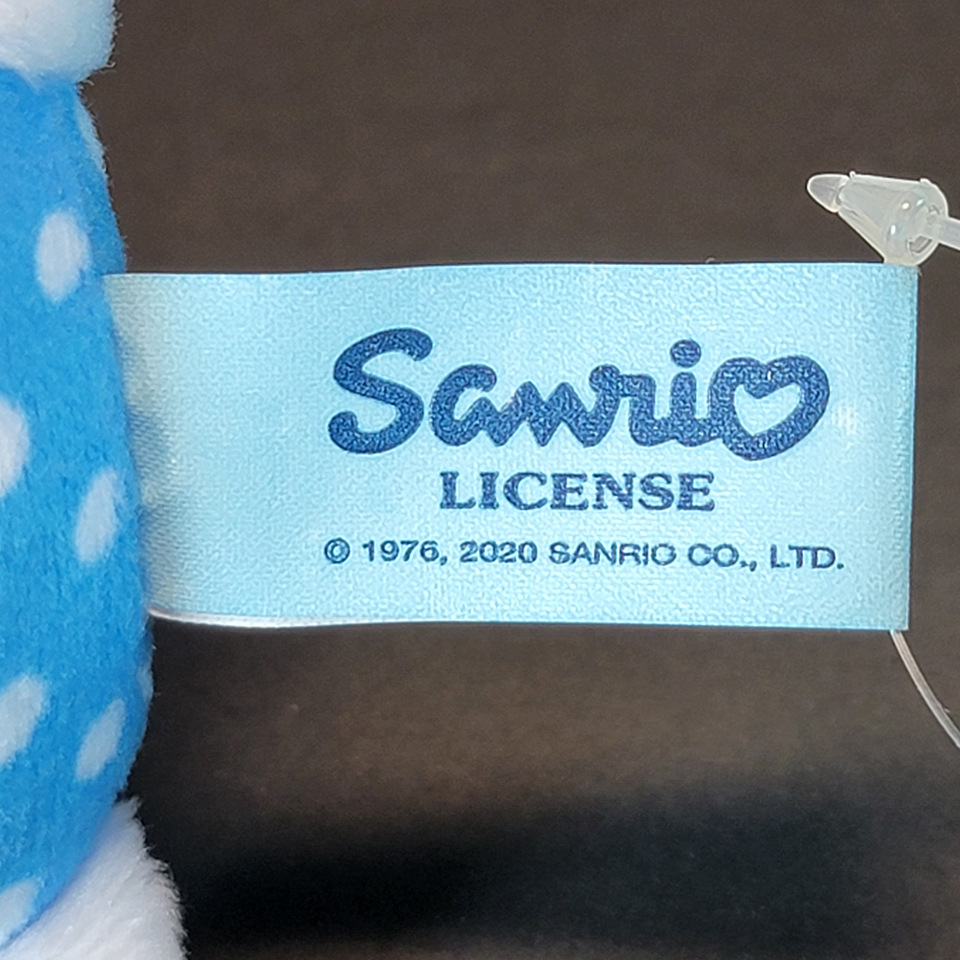 Sanrio
LICENSE
© 1976, 2020 SANRIO CO., LTD.